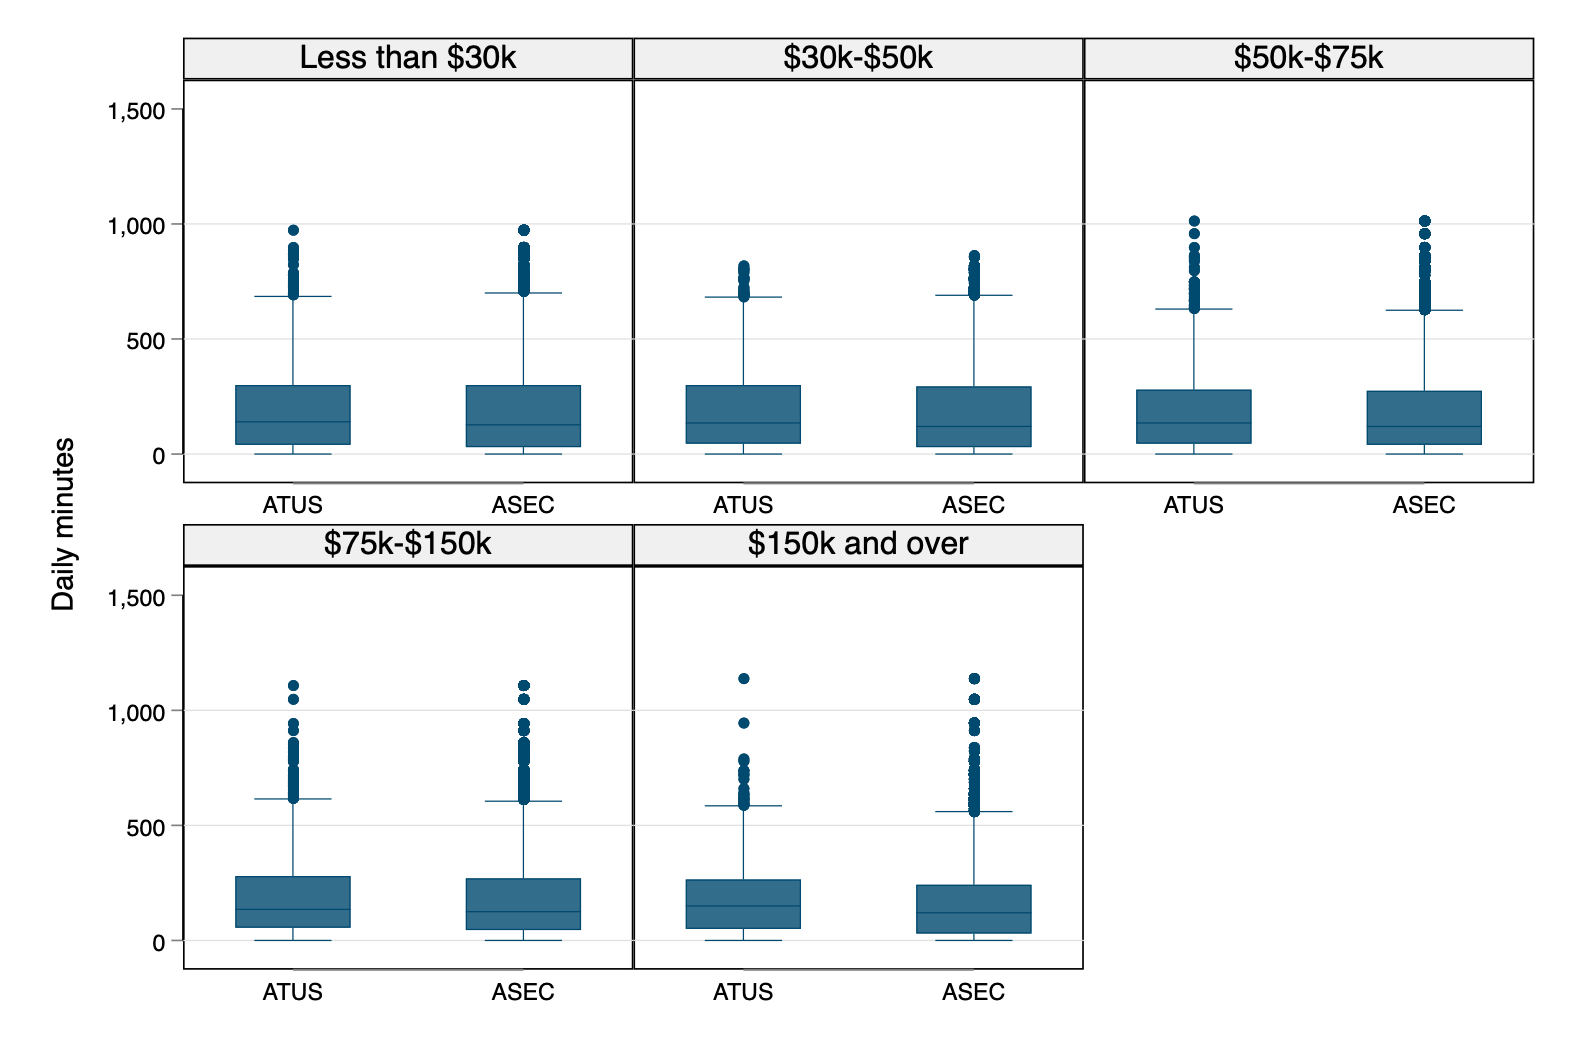 Less than $30k
$30k-$50k
$50k-$75k
1,500
1,000
500
0
ATUS
ASEC
ATUS
ASEC
ATUS
ASEC
Daily minutes
$75k-$150k
$150k and over
1,500
1,000
500
0
ATUS
ASEC
ATUS
ASEC